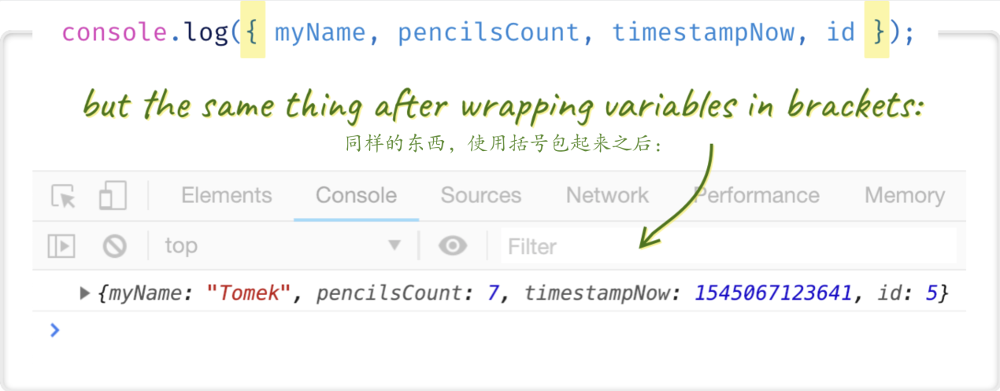 console.log({ myName, pencilsCount, timestampNow, id });
but the same thing after wrapping variables in brackets:
同样的东西，使用括号包起来之后：
Elements Console Sources Network Performance Memory
top Filter
{myName: "Tomek", pencilsCount: 7, timestampNow: 1545067123641, id: 5}